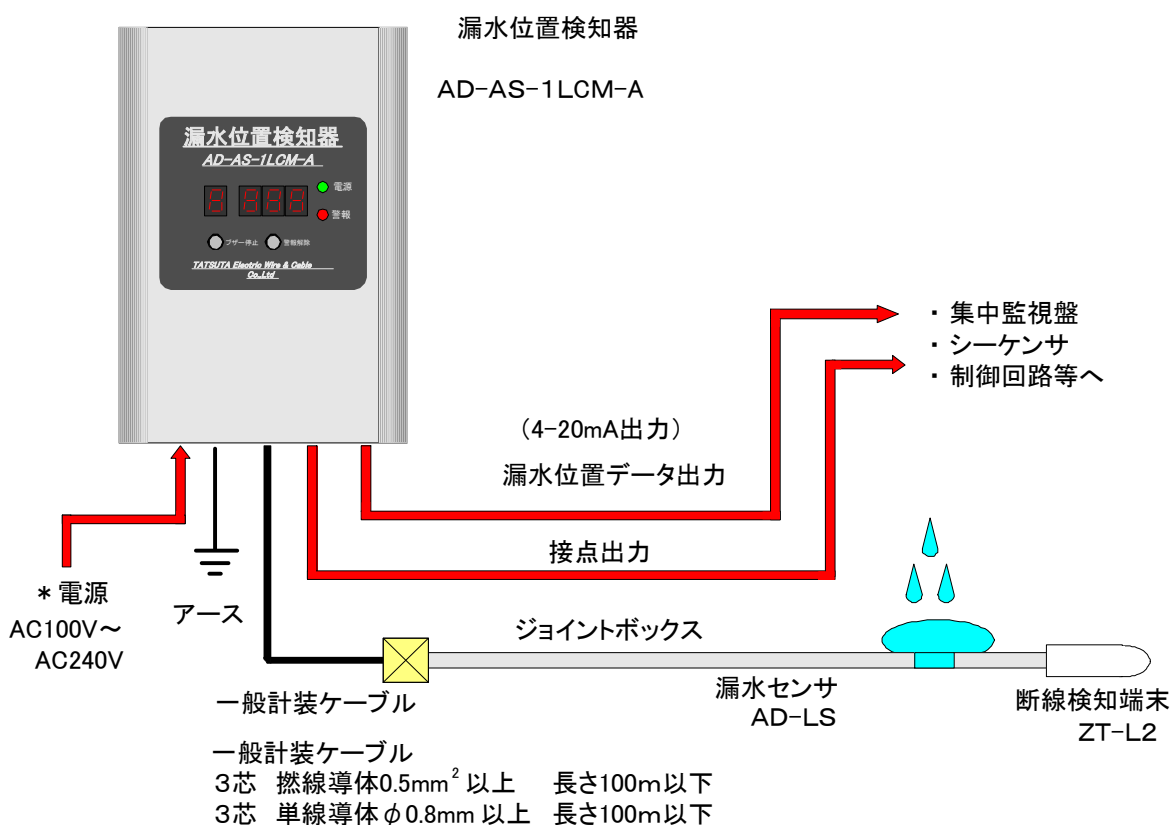 漏水位置検知器
AD-AS-1LCM-A
漏水位置検知器
AD-AS-1LCM-A
電源
警報
ブザー停止
警報解除
TATSUTA Electric Wire & Cable
Co.Ltd
・ 集中監視盤
・ シーケンサ
・ 制御回路等へ
（4-20mA出力）
漏水位置データ出力
接点出力
＊電源
AC100V～
AC240V
アース
ジョイントボックス
一般計装ケーブル
漏水センサ
AD-LS
断線検知端末
ZT-L2
一般計装ケーブル
3芯 撚線導体0.5mm² 以上 長さ100m以下
3芯 単線導体φ0.8mm 以上 長さ100m以下